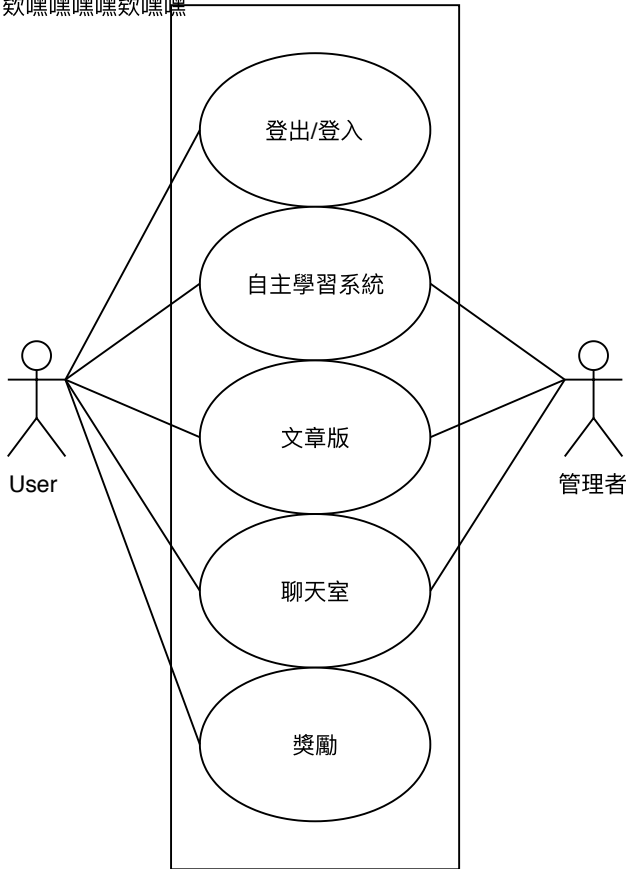 欸嘿嘿嘿嘿欸嘿嘿
登出/登入
自主學習系統
文章版
User
管理者
聊天室
獎勵